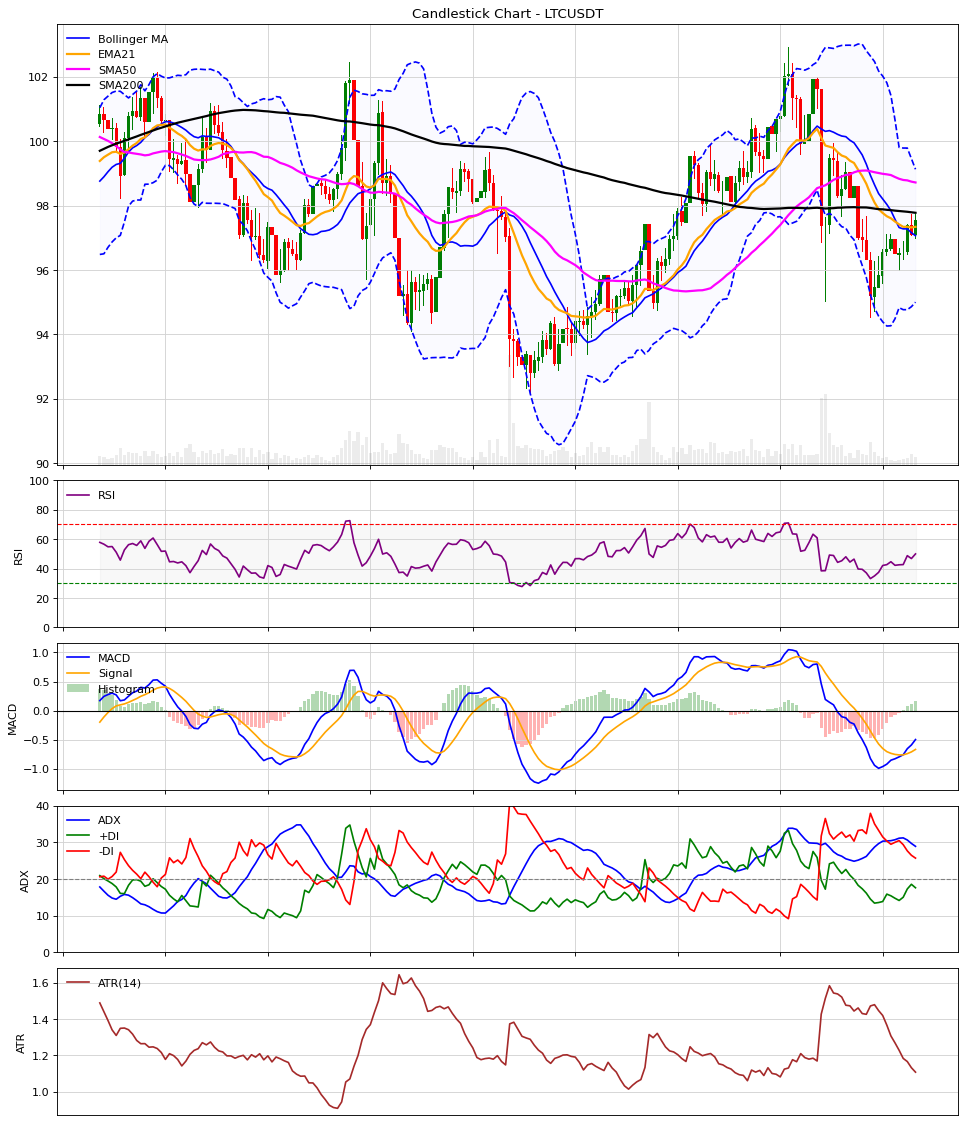 Candlestick Chart - LTCUSDT
Bollinger MA
EMA21
SMA50
SMA200
102
100
98
96
94
92
90
RSI
100
80
60
40
20
0
RSI
MACD
Signal
Histogram
1.0
0.5
0.0
−0.5
−1.0
MACD
ADX
+DI
-DI
40
30
20
10
0
ADX
ATR(14)
1.6
1.4
1.2
1.0
ATR